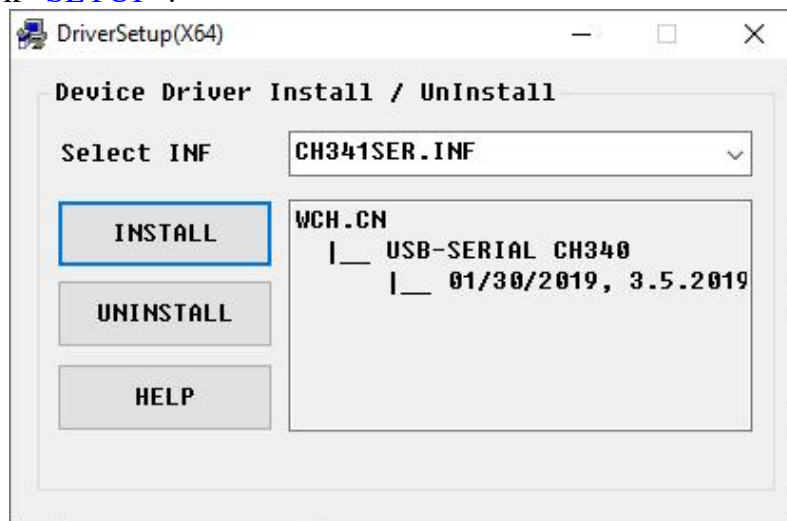 "SETUP".
DriverSetup(X64)
Device Driver Install / UnInstall
Select INF
CH341SER.INF
INSTALL
WCH.CN
|__ USB-SERIAL CH340
|__ 01/30/2019, 3.5.2019
UNINSTALL
HELP